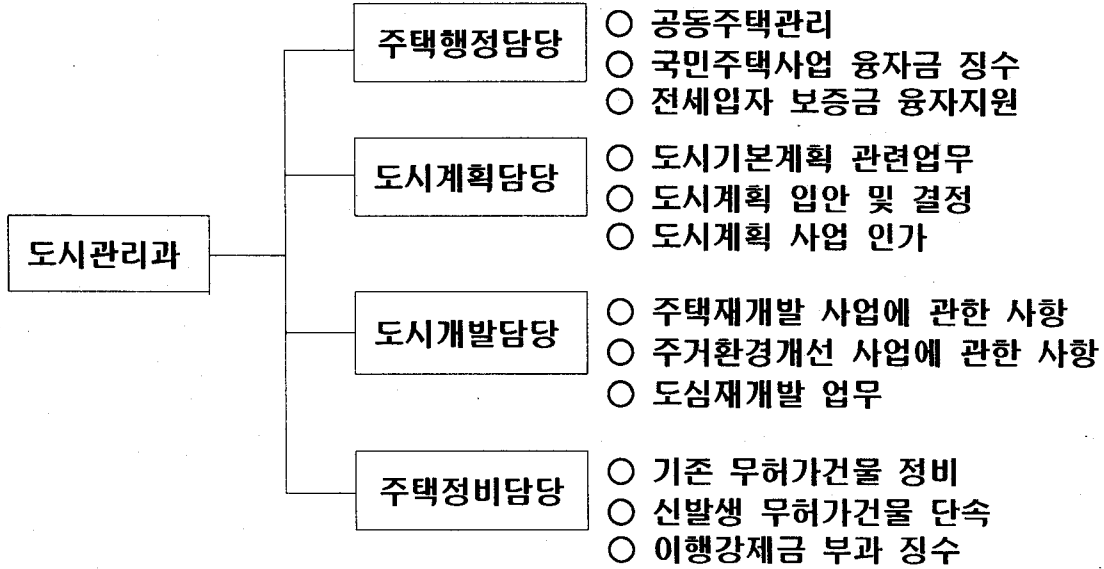 주택행정담당
○ 공동주택관리
○ 국민주택사업 융자금 징수
○ 전세입자 보증금 융자지원
도시계획담당
○ 도시기본계획 관련업무
○ 도시계획 입안 및 결정
○ 도시계획 사업 인가
도시관리과
도시개발담당
○ 주택재개발 사업에 관한 사항
○ 주거환경개선 사업에 관한 사항
○ 도심재개발 업무
주택정비담당
○ 기존 무허가건물 정비
○ 신발생 무허가건물 단속
○ 이행강제금 부과 징수